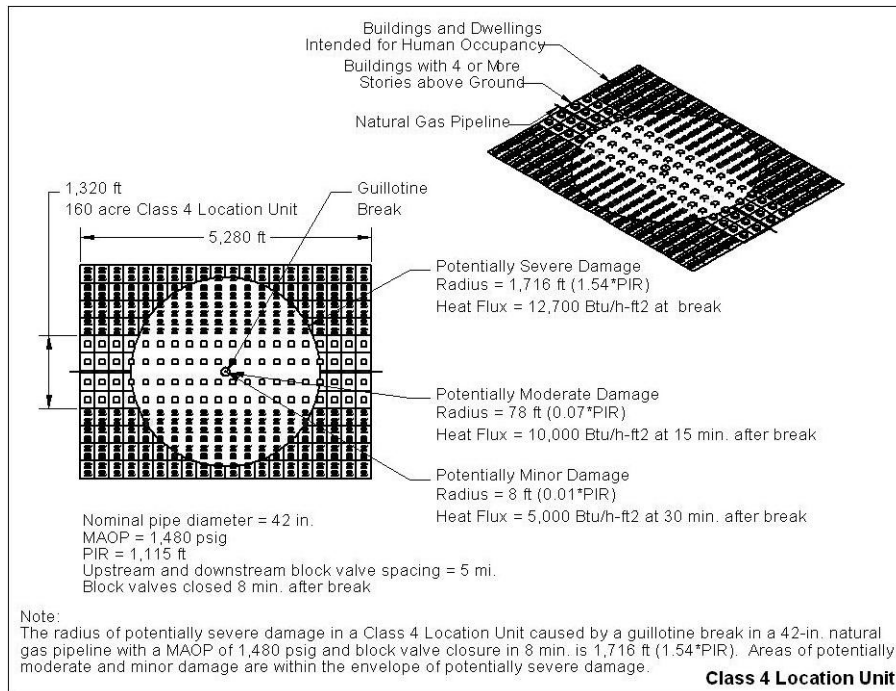 Buildings and Dwellings
Intended for Human Occupancy
Buildings with 4 or More
Stories above Ground
Natural Gas Pipeline
1,320 ft
160 acre Class 4 Location Unit
5,280 ft
Guillotine
Break
Potentially Severe Damage
Radius = 1,716 ft (1.54*PIR)
Heat Flux = 12,700 Btu/h-ft2 at break
Potentially Moderate Damage
Radius = 78 ft (0.07*PIR)
Heat Flux = 10,000 Btu/h-ft2 at 15 min. after break
Potentially Minor Damage
Radius = 8 ft (0.01*PIR)
Heat Flux = 5,000 Btu/h-ft2 at 30 min. after break
Nominal pipe diameter = 42 in.
MAOP = 1,480 psig
PIR = 1,115 ft
Upstream and downstream block valve spacing = 5 mi.
Block valves closed 8 min. after break
Note:
The radius of potentially severe damage in a Class 4 Location Unit caused by a guillotine break in a 42-in. natural
gas pipeline with a MAOP of 1,480 psig and block valve closure in 8 min. is 1,716 ft (1.54*PIR). Areas of potentially
moderate and minor damage are within the envelope of potentially severe damage.
Class 4 Location Unit